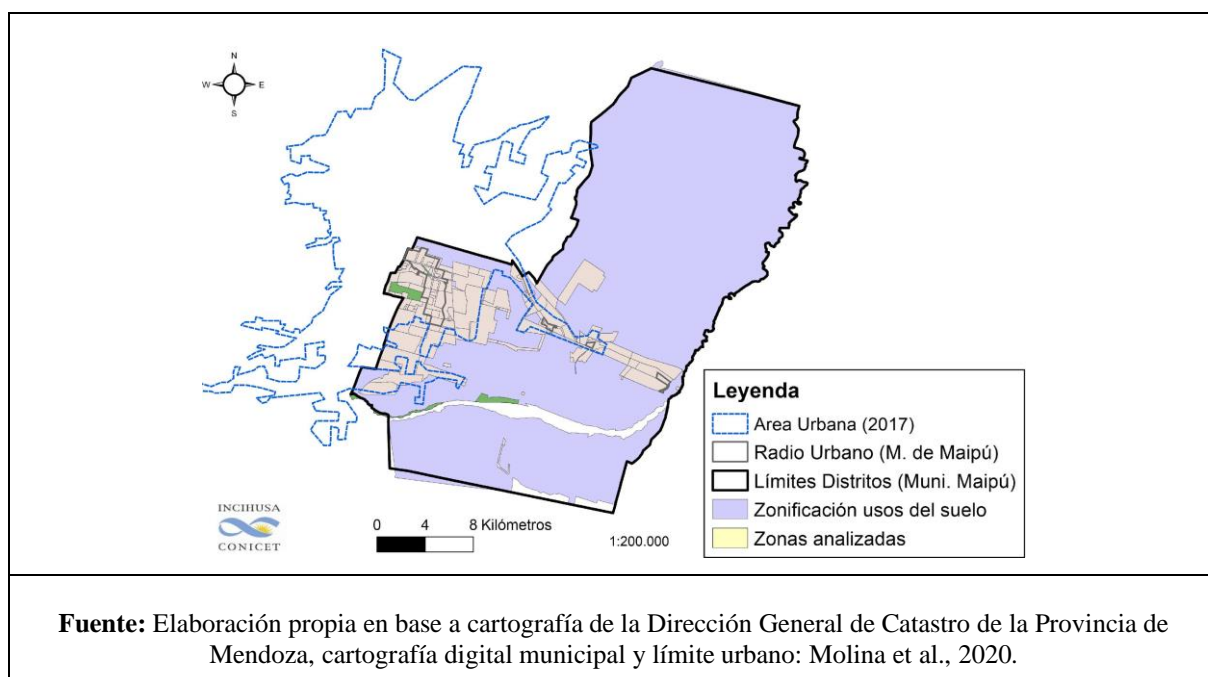 N
W E
S
Leyenda
Area Urbana (2017)
Radio Urbano (M. de Maipú)
Límites Distritos (Muni. Maipú)
Zonificación usos del suelo
Zonas analizadas
INCIHUSA
CONICET
0 4 8 Kilómetros
1:200.000
Fuente: Elaboración propia en base a cartografía de la Dirección General de Catastro de la Provincia de
Mendoza, cartografía digital municipal y límite urbano: Molina et al., 2020.